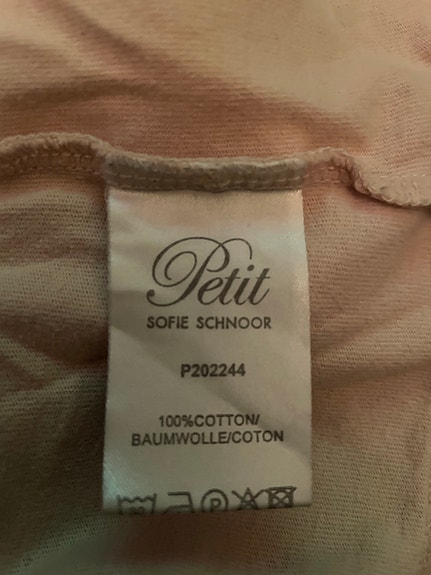 Petit
SOFIE SCHNOOR
P202244
100%COTTON/
BAUMWOLLE/COTON